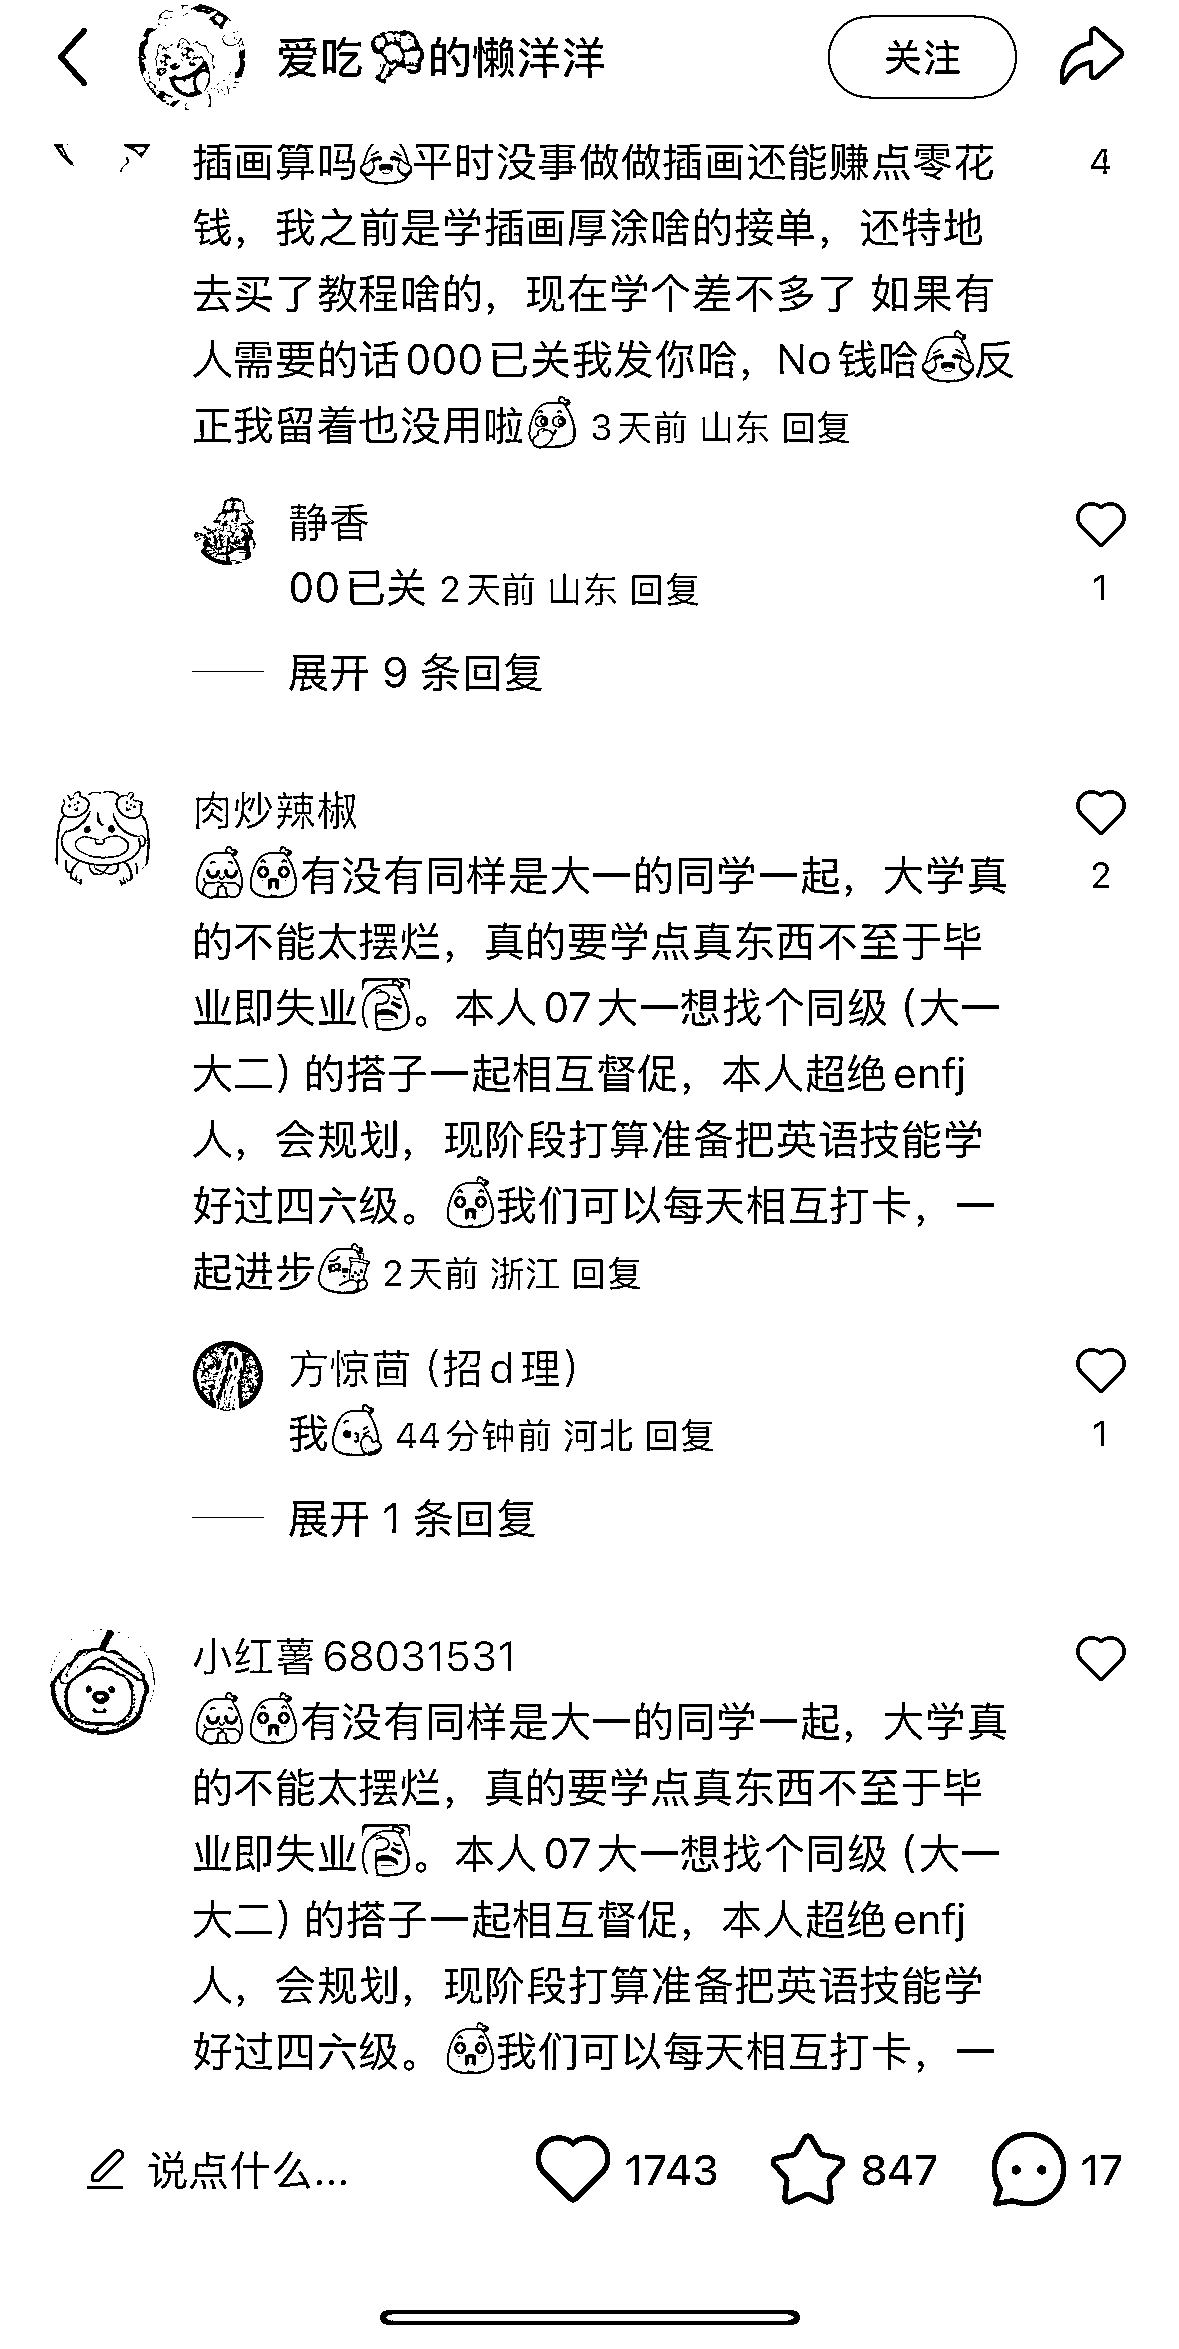 爱吃🥦的懒洋洋
关注
插画算吗😂平时没事做做插画还能赚点零花
4
钱，我之前是学插画厚涂啥的接单，还特地
去买了教程啥的，现在学个差不多了 如果有
人需要的话000已关我发你哈，No钱哈😂反
正我留着也没用啦 3天前 山东 回复
静香
00已关 2天前 山东 回复
1
展开 9 条回复
肉炒辣椒
有没有同样是大一的同学一起，大学真
2
的不能太摆烂，真的要学点真东西不至于毕
业即失业。本人07大一想找个同级（大一
大二）的搭子一起相互督促，本人超绝enfj
人，会规划，现阶段打算准备把英语技能学
好过四六级。我们可以每天相互打卡，一
起进步 2天前 浙江 回复
方惊茴（招d理）
我 44分钟前 河北 回复
1
展开 1 条回复
小红薯68031531
有没有同样是大一的同学一起，大学真
的不能太摆烂，真的要学点真东西不至于毕
业即失业。本人07大一想找个同级（大一
大二）的搭子一起相互督促，本人超绝enfj
人，会规划，现阶段打算准备把英语技能学
好过四六级。我们可以每天相互打卡，一
说点什么...
1743
847
17